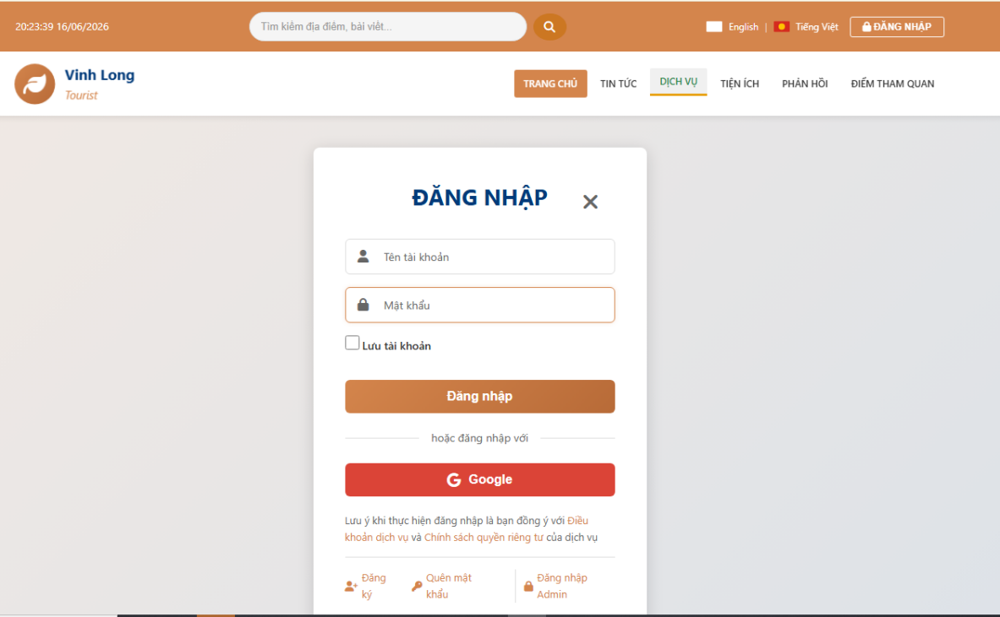 20:23:39 16/06/2026
Tìm kiếm địa điểm, bài viết...
English | Tiếng Việt
ĐĂNG NHẬP
Vinh Long
Tourist
TRANG CHỦ
TIN TỨC
DỊCH VỤ
TIỆN ÍCH
PHẢN HỒI
ĐIỂM THAM QUAN
ĐĂNG NHẬP
Tên tài khoản
Mật khẩu
Lưu tài khoản
Đăng nhập
hoặc đăng nhập với
Google
Lưu ý khi thực hiện đăng nhập là bạn đồng ý với Điều
khoản dịch vụ và Chính sách quyền riêng tư của dịch vụ
Đăng
ký
Quên mật
khẩu
Đăng nhập
Admin